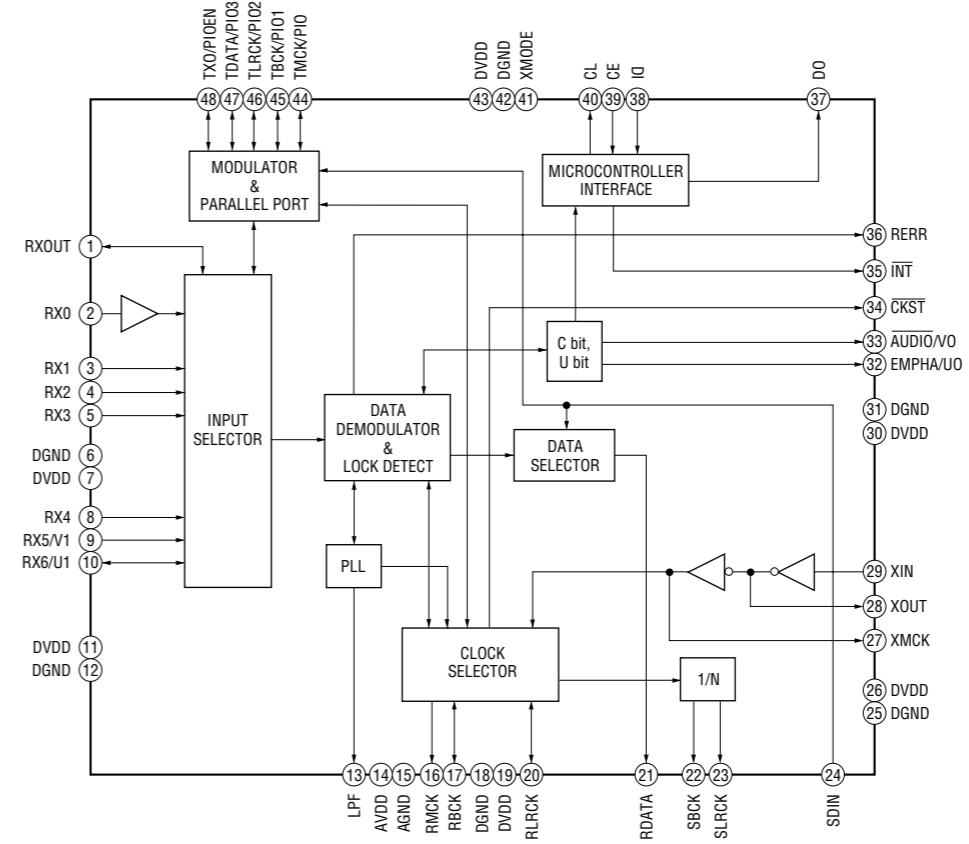 TXO/PIOEN
TDATA/PIO3
TLRCK/PIO2
TBCK/PIO1
TMCK/PIO
DVDD
DGND
XMODE
CL
CE
DI
DO
48
47
46
45
44
43
42
41
40
39
38
37
MODULATOR
&
PARALLEL PORT
MICROCONTROLLER
INTERFACE
RXOUT 1
RX0 2
RX1 3
RX2 4
RX3 5
DGND 6
DVDD 7
RX4 8
RX5/V1 9
RX6/U1 10
DVDD 11
DGND 12
INPUT
SELECTOR
DATA
DEMODULATOR
&
LOCK DETECT
C bit,
U bit
DATA
SELECTOR
PLL
CLOCK
SELECTOR
1/N
36 RERR
35 INT
34 CKST
33 AUDIO/VO
32 EMPHA/UO
31 DGND
30 DVDD
29 XIN
28 XOUT
27 XMCK
26 DVDD
25 DGND
13
14
15
16
17
18
19
20
21
22
23
24
LPF
AVDD
AGND
RMCK
RBCK
DGND
DVDD
RLRCK
RDATA
SBCK
SLRCK
SDIN